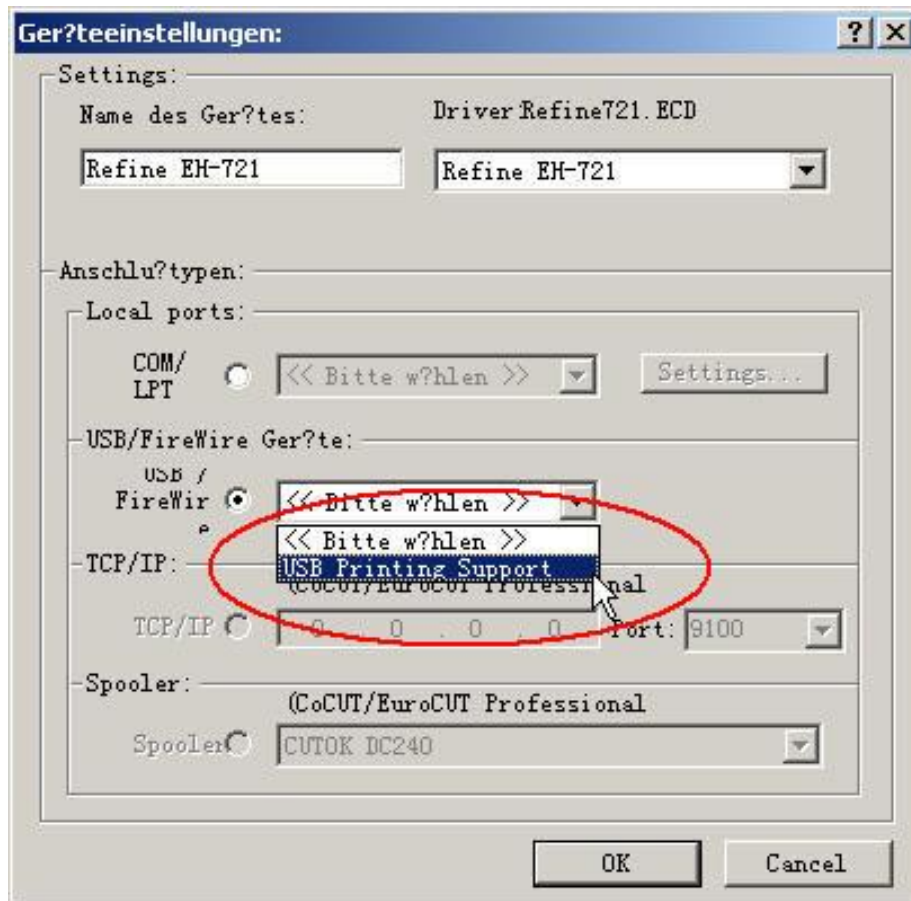 Ger?teeinstellungen:
Settings:
Name des Ger?tes:
Driver:Refine721.ECD
Refine EH-721
Refine EH-721
Anschlu?typen:
Local ports:
COM/
LPT
<< Bitte w?hlen >>
Settings...
USB/FireWire Ger?te:
USB /
FireWir
e
<< Bitte w?hlen >>
<< Bitte w?hlen >>
USB Printing Support
TCP/IP:
(CoCUT/EuroCUT Professional
TCP/IP
0 . 0 . 0 . 0
Port:
9100
Spooler:
(CoCUT/EuroCUT Professional
Spooler
CUTOK DC240
OK
Cancel